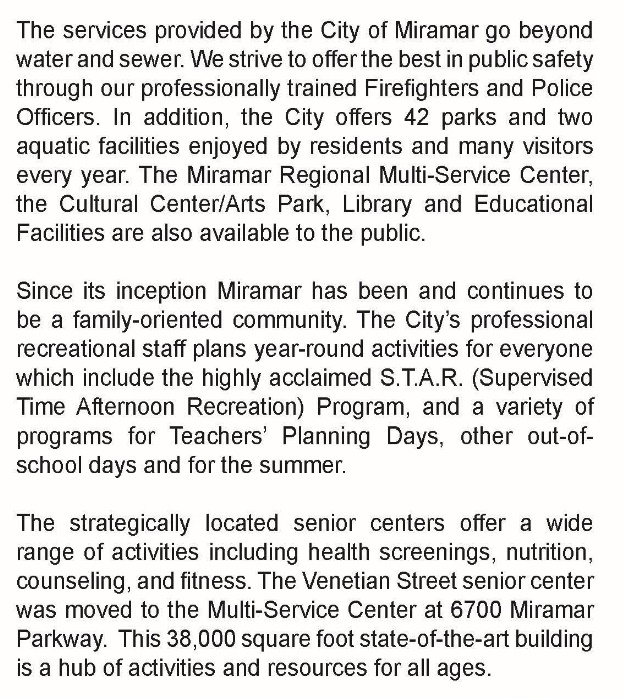 The services provided by the City of Miramar go beyond
water and sewer. We strive to offer the best in public safety
through our professionally trained Firefighters and Police
Officers. In addition, the City offers 42 parks and two
aquatic facilities enjoyed by residents and many visitors
every year. The Miramar Regional Multi-Service Center,
the Cultural Center/Arts Park, Library and Educational
Facilities are also available to the public.

Since its inception Miramar has been and continues to
be a family-oriented community. The City's professional
recreational staff plans year-round activities for everyone
which include the highly acclaimed S.T.A.R. (Supervised
Time Afternoon Recreation) Program, and a variety of
programs for Teachers' Planning Days, other out-of-
school days and for the summer.

The strategically located senior centers offer a wide
range of activities including health screenings, nutrition,
counseling, and fitness. The Venetian Street senior center
was moved to the Multi-Service Center at 6700 Miramar
Parkway. This 38,000 square foot state-of-the-art building
is a hub of activities and resources for all ages.